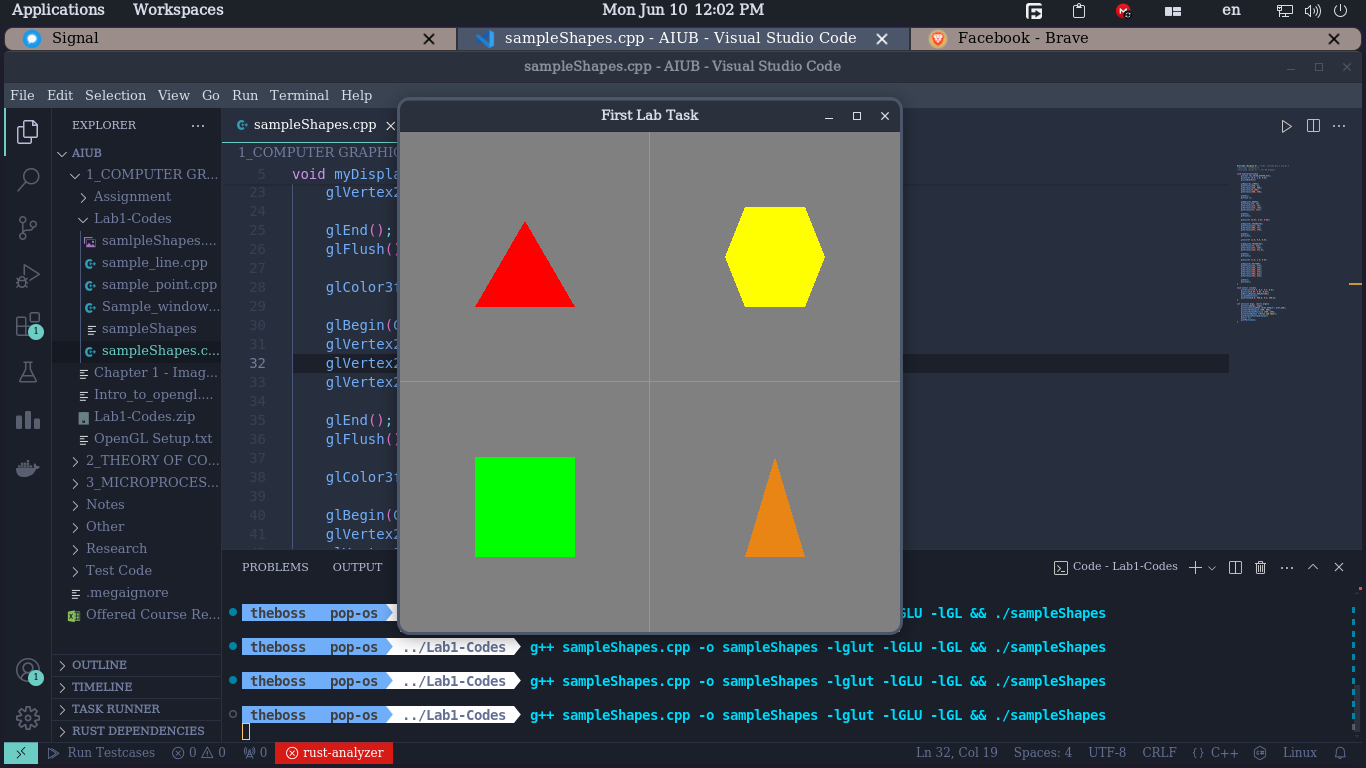 Applications Workspaces Mon Jun 10 12:02 PM en
Signal sampleShapes.cpp - AIUB - Visual Studio Code Facebook - Brave
sampleShapes.cpp - AIUB - Visual Studio Code
File Edit Selection View Go Run Terminal Help
EXPLORER
AIUB
1_COMPUTER GR...
Assignment
Lab1-Codes
samlpleShapes....
sample_line.cpp
sample_point.cpp
Sample_window...
sampleShapes
sampleShapes.c...
Chapter 1 - Imag...
Intro_to_opengl....
Lab1-Codes.zip
OpenGL Setup.txt
2_THEORY OF CO...
3_MICROPROCES...
Notes
Other
Research
Test Code
.megaignore
Offered Course Re...
OUTLINE
TIMELINE
TASK RUNNER
RUST DEPENDENCIES
1
1
sampleShapes.cpp
1_COMPUTER GRAPHIC
5 void myDispla
23 glVertex2
24
25 glEnd();
26 glFlush()
27
28 glColor3f
29
30 glBegin(
31 glVertex2
32 glVertex2
33 glVertex2
34
35 glEnd();
36 glFlush()
37
38 glColor3f
39
40 glBegin(
41 glVertex2
First Lab Task
PROBLEMS OUTPUT Code - Lab1-Codes
theboss pop-os GLU -lGL && ./sampleShapes
theboss pop-os ../Lab1-Codes g++ sampleShapes.cpp -o sampleShapes -lglut -lGLU -lGL && ./sampleShapes
theboss pop-os ../Lab1-Codes g++ sampleShapes.cpp -o sampleShapes -lglut -lGLU -lGL && ./sampleShapes
theboss pop-os ../Lab1-Codes g++ sampleShapes.cpp -o sampleShapes -lglut -lGLU -lGL && ./sampleShapes
Run Testcases 0 0 0 rust-analyzer Ln 32, Col 19 Spaces: 4 UTF-8 CRLF {} C++ Linux